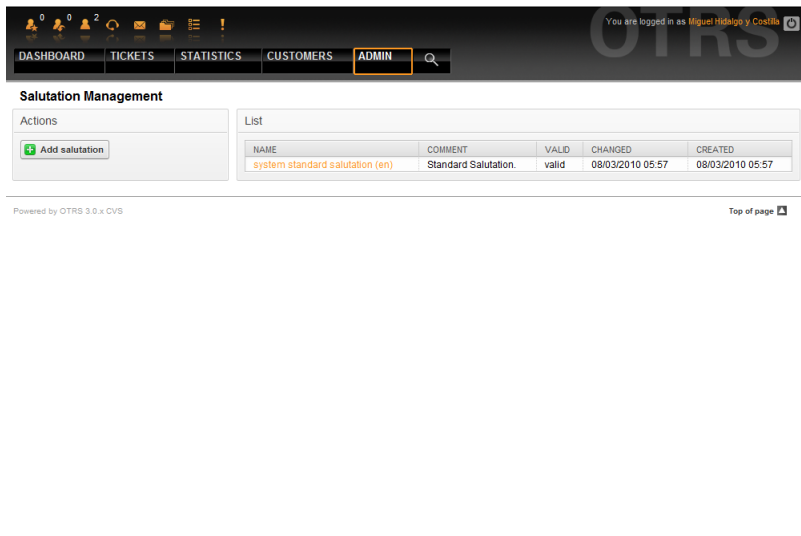 0 0 2
You are logged in as Miguel Hidalgo y Costilla
OTRS
DASHBOARD TICKETS STATISTICS CUSTOMERS ADMIN
Salutation Management
Actions
Add salutation
List
NAME COMMENT VALID CHANGED CREATED
system standard salutation (en) Standard Salutation. valid 08/03/2010 05:57 08/03/2010 05:57
Powered by OTRS 3.0.x CVS
Top of page